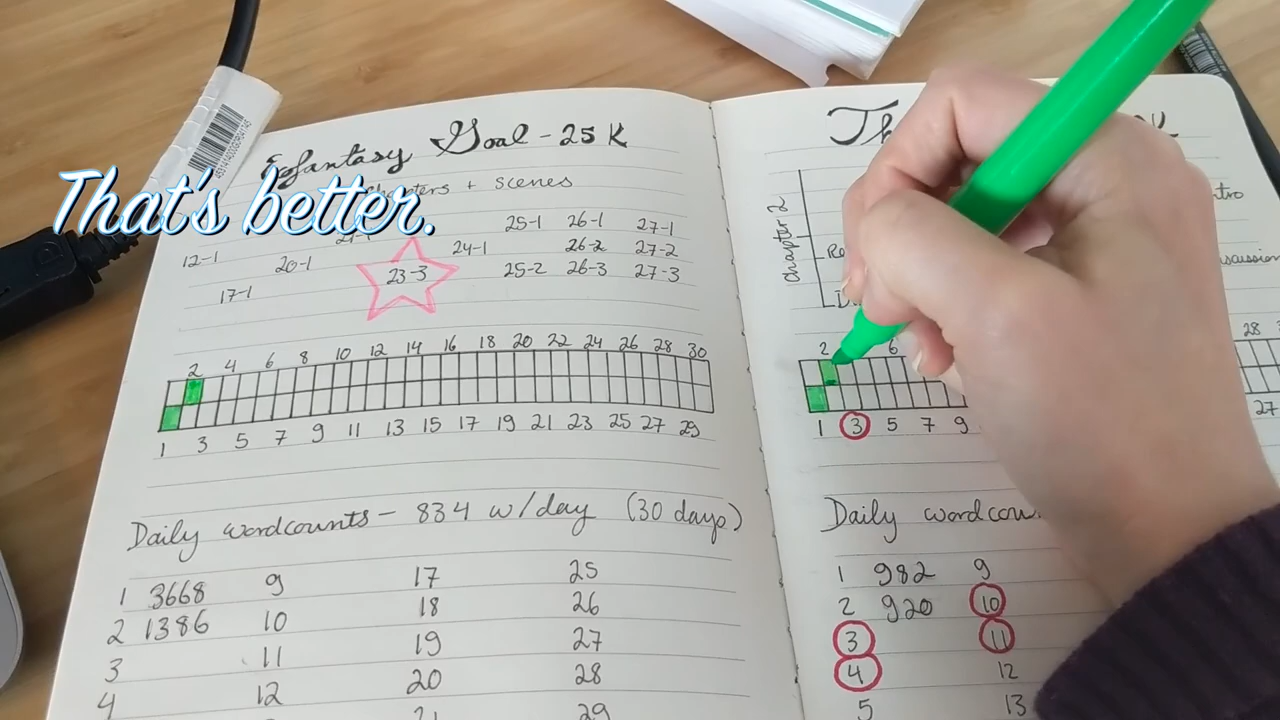 That's better.
Gofantasy Goal - 25K
+ scenes
25-1 26-1 27-1
12-1 20-1 24-1 26-2 27-2
23-3 25-2 26-3 27-3
17-1
2 4 6 8 10 12 14 16 18 20 22 24 26 28 30
1 3 5 7 9 11 13 15 17 19 21 23 25 27 29
Daily wordcounts - 834 w/day (30 days)
1 3668 9 17 25
2 1386 10 18 26
3 11 19 27
4 12 20 28
21 29
Th
K
Chapter 2
2 6 28
1 3 5 7 9 27
Daily
1 982 9
2 920 10
3 11
4 12
5 13